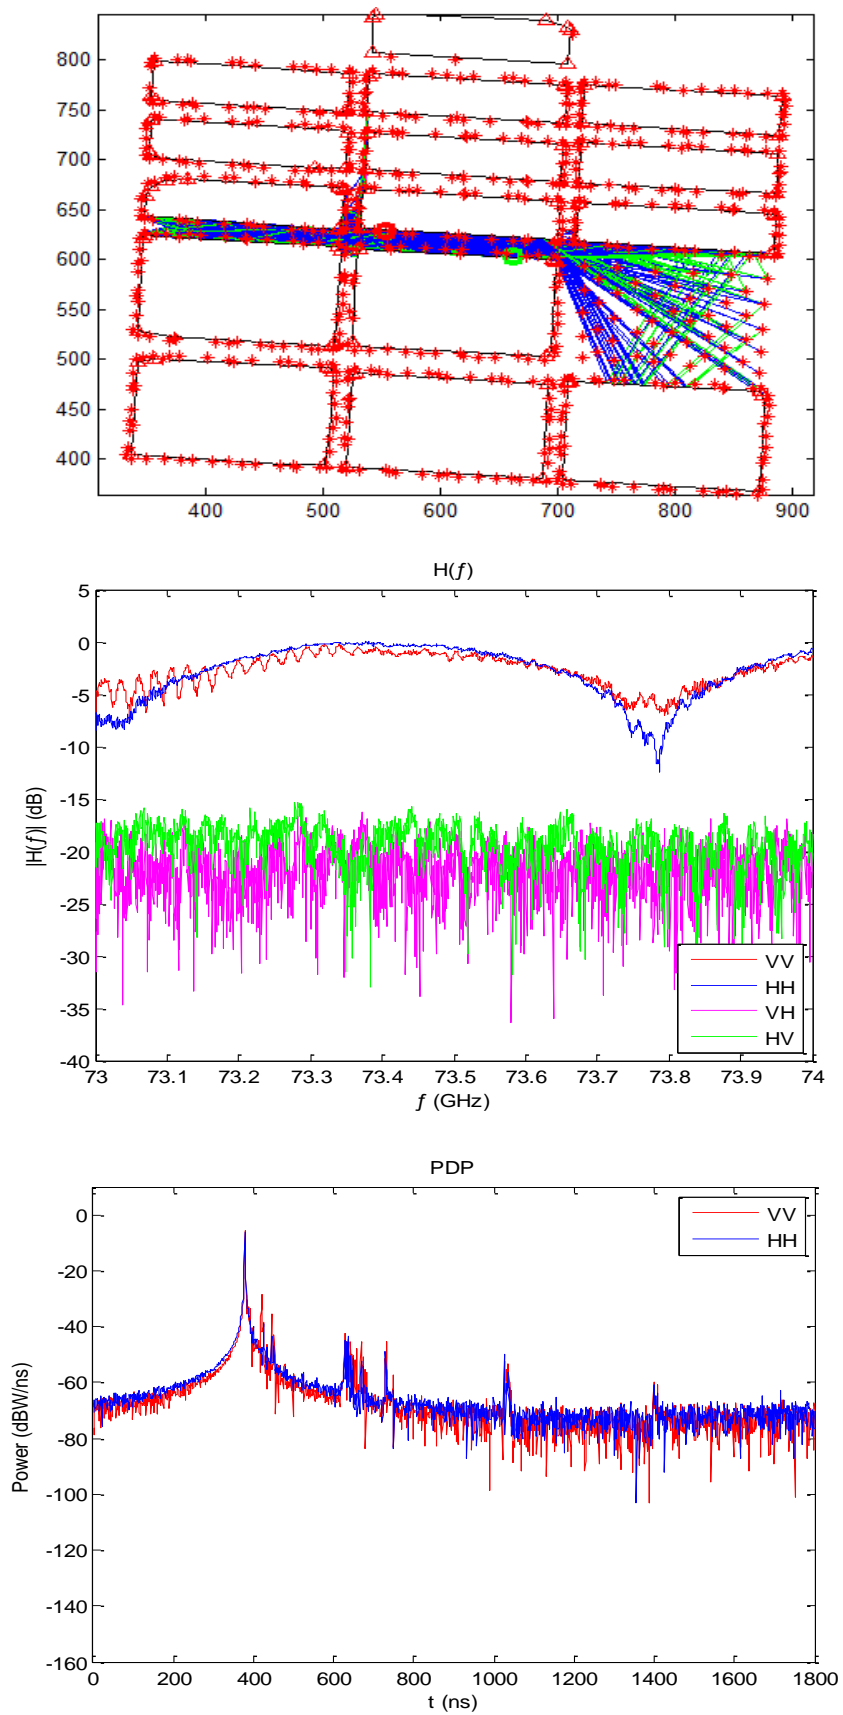 800
750
700
650
600
550
500
450
400
400 500 600 700 800 900
H(ƒ)
5
0
-5
-10
-15
-20
-25
-30
-35
-40
|H(ƒ)| (dB)
VV
HH
VH
HV
73 73.1 73.2 73.3 73.4 73.5 73.6 73.7 73.8 73.9 74
ƒ (GHz)
PDP
0
-20
-40
-60
-80
-100
-120
-140
-160
Power (dBW/ns)
VV
HH
0 200 400 600 800 1000 1200 1400 1600 1800
t (ns)